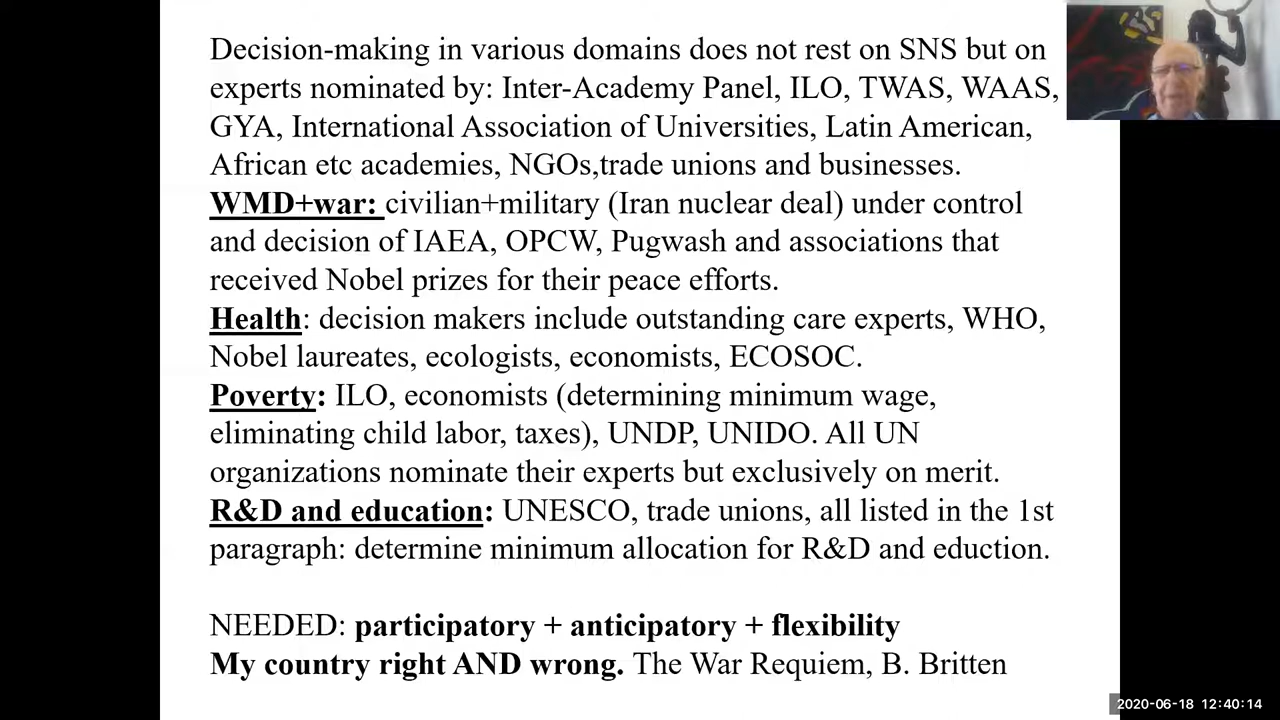 Decision-making in various domains does not rest on SNS but on
experts nominated by: Inter-Academy Panel, ILO, TWAS, WAAS,
GYA, International Association of Universities, Latin American,
African etc academies, NGOs,trade unions and businesses.
WMD+war: civilian+military (Iran nuclear deal) under control
and decision of IAEA, OPCW, Pugwash and associations that
received Nobel prizes for their peace efforts.
Health: decision makers include outstanding care experts, WHO,
Nobel laureates, ecologists, economists, ECOSOC.
Poverty: ILO, economists (determining minimum wage,
eliminating child labor, taxes), UNDP, UNIDO. All UN
organizations nominate their experts but exclusively on merit.
R&D and education: UNESCO, trade unions, all listed in the 1st
paragraph: determine minimum allocation for R&D and eduction.
NEEDED: participatory + anticipatory + flexibility
My country right AND wrong. The War Requiem, B. Britten
2020-06-18 12:40:14